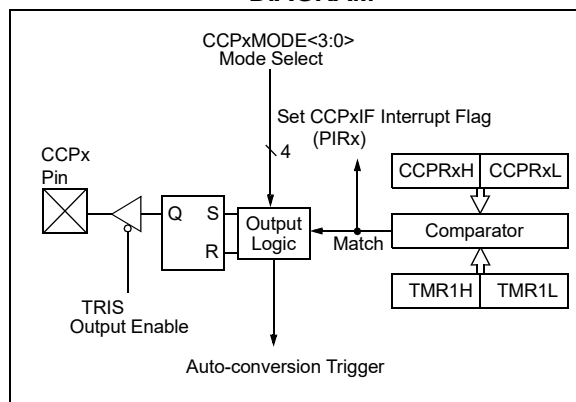 CCPxMODE<3:0>
Mode Select
Set CCPxIF Interrupt Flag
(PIRx)
4
CCPx
Pin
CCPRxH
CCPRxL
Q
S
R
Output
Logic
Match
Comparator
TMR1H
TMR1L
TRIS
Output Enable
Auto-conversion Trigger